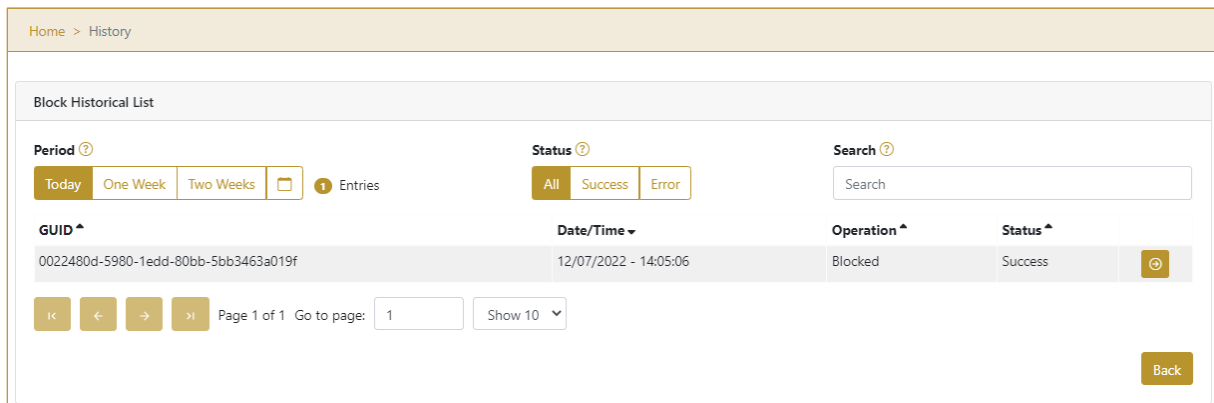 Home > History
Block Historical List
Period ? Status ? Search ?
Today One Week Two Weeks 1 Entries All Success Error Search
GUID Date/Time Operation Status
0022480d-5980-1edd-80bb-5bb3463a019f 12/07/2022 - 14:05:06 Blocked Success
Page 1 of 1 Go to page: 1 Show 10
Back